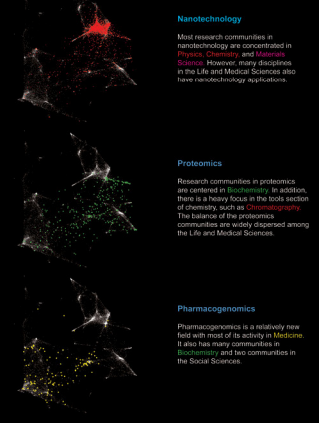 Nanotechnology
Most research communities in
nanotechnology are concentrated in
Physics, Chemistry, and Materials
Science. However, many disciplines
in the Life and Medical Sciences also
have nanotechnology applications.
Proteomics
Research communities in proteomics
are centered in Biochemistry. In addition,
there is a heavy focus in the tools section
of chemistry, such as Chromatography.
The balance of the proteomics
communities are widely dispersed among
the Life and Medical Sciences.
Pharmacogenomics
Pharmacogenomics is a relatively new
field with most of its activity in Medicine.
It also has many communities in
Biochemistry and two communities in
the Social Sciences.